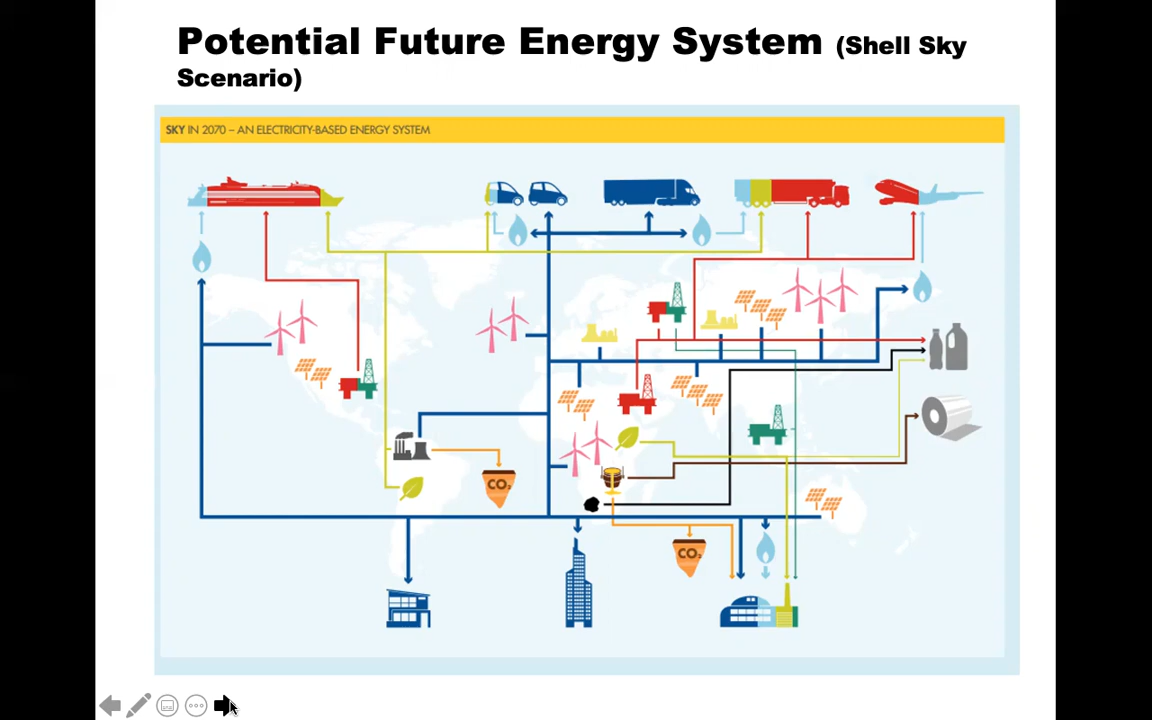 Potential Future Energy System (Shell Sky
Scenario)
SKY IN 2070 – AN ELECTRICITY-BASED ENERGY SYSTEM
CO₂
CO₂